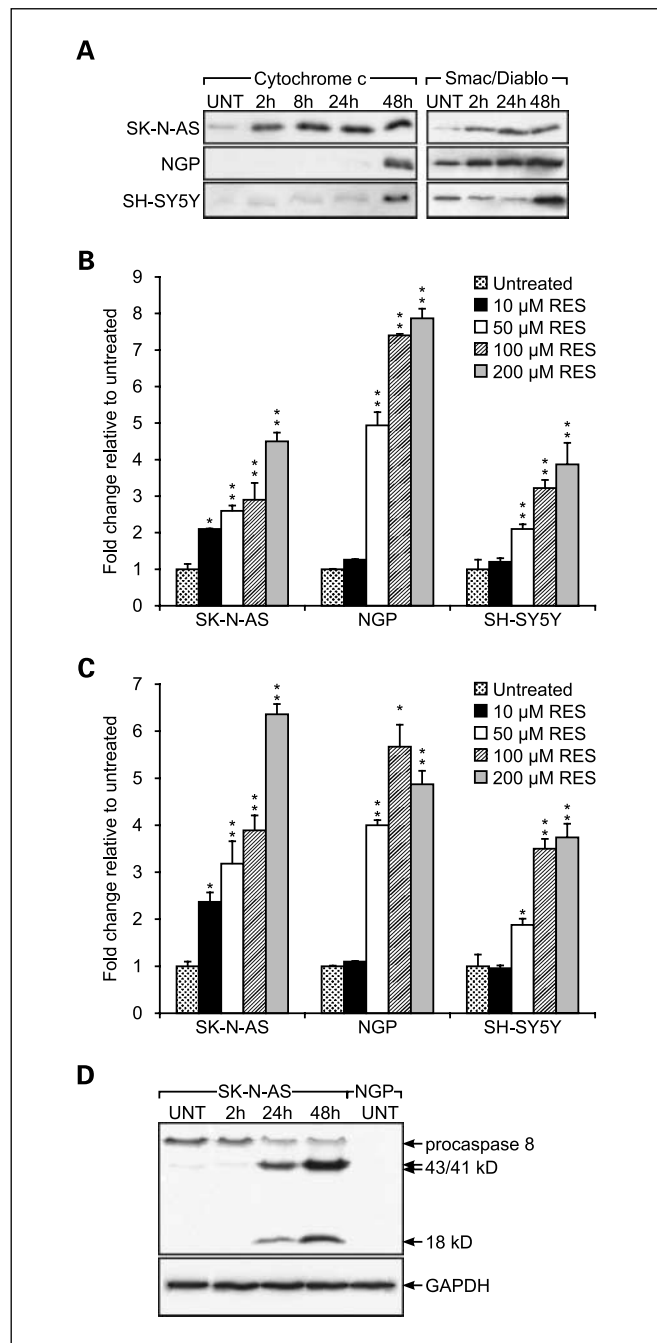 A
Cytochrome c Smac/Diablo
UNT 2h 8h 24h 48h UNT 2h 24h 48h
SK-N-AS
NGP
SH-SY5Y
B
Fold change relative to untreated
9
8
7
6
5
4
3
2
1
0
* ** ** **
** ** **
** ** **
Untreated
10 µM RES
50 µM RES
100 µM RES
200 µM RES
SK-N-AS NGP SH-SY5Y
C
Fold change relative to untreated
7
6
5
4
3
2
1
0
* ** ** **
** * **
* ** **
Untreated
10 µM RES
50 µM RES
100 µM RES
200 µM RES
SK-N-AS NGP SH-SY5Y
D
SK-N-AS NGP
UNT 2h 24h 48h UNT
procaspase 8
43/41 kD
18 kD
GAPDH